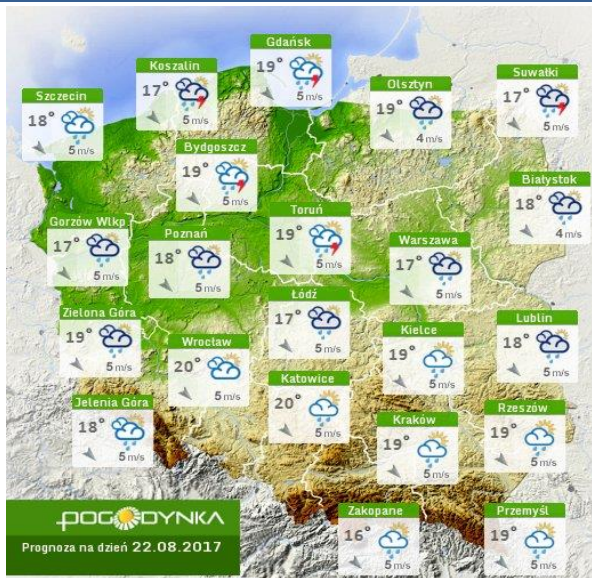 Gdańsk
19°
5 m/s
Koszalin
17°
5 m/s
Suwałki
17°
5 m/s
Olsztyn
19°
4 m/s
Szczecin
18°
5 m/s
Bydgoszcz
19°
5 m/s
Białystok
18°
4 m/s
Toruń
19°
5 m/s
Gorzów Wlkp
17°
5 m/s
Poznań
18°
5 m/s
Warszawa
17°
5 m/s
Łódź
17°
5 m/s
Zielona Góra
19°
5 m/s
Wrocław
20°
5 m/s
Kielce
19°
5 m/s
Lublin
18°
5 m/s
Katowice
20°
5 m/s
Jelenia Góra
18°
5 m/s
Kraków
19°
5 m/s
Rzeszów
19°
5 m/s
Zakopane
16°
5 m/s
Przemyśl
19°
5 m/s
POGODYNKA
Prognoza na dzień 22.08.2017